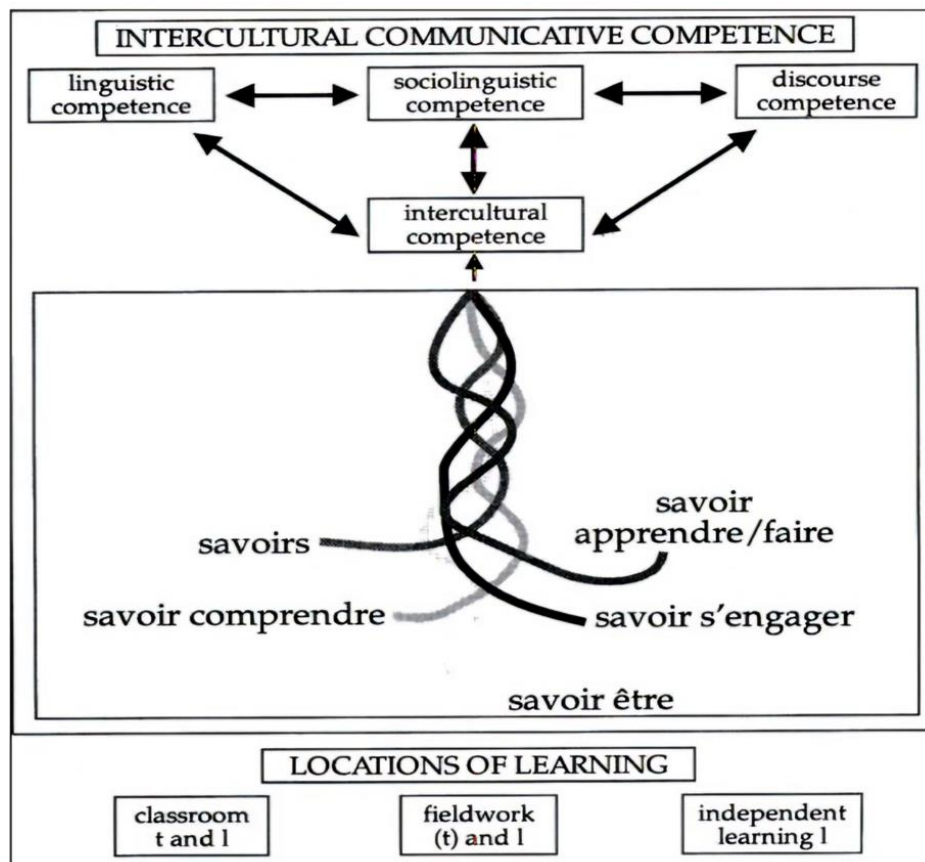 INTERCULTURAL COMMUNICATIVE COMPETENCE
linguistic
competence
sociolinguistic
competence
discourse
competence
intercultural
competence
savoirs
savoir
apprendre/faire
savoir comprendre
savoir s'engager
savoir être
LOCATIONS OF LEARNING
classroom
t and l
fieldwork
(t) and l
independent
learning l